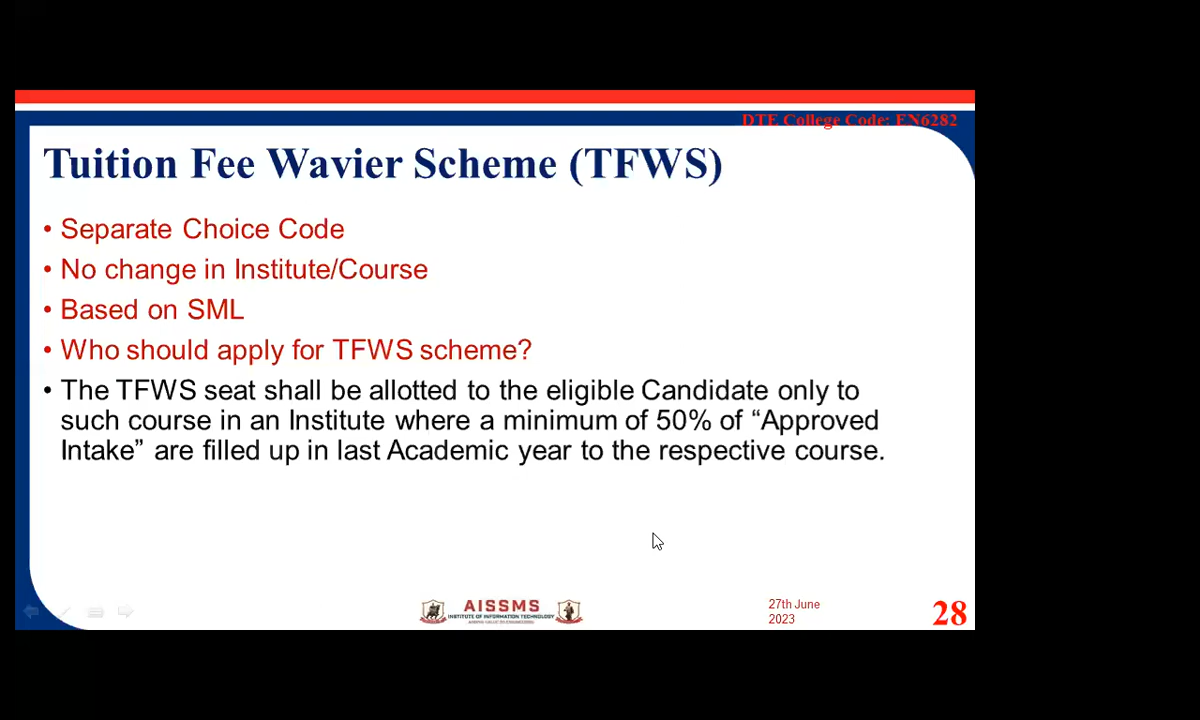 DTE College Code: EN6282
Tuition Fee Wavier Scheme (TFWS)
• Separate Choice Code
• No change in Institute/Course
• Based on SML
• Who should apply for TFWS scheme?
• The TFWS seat shall be allotted to the eligible Candidate only to
such course in an Institute where a minimum of 50% of “Approved
Intake” are filled up in last Academic year to the respective course.
AISSMS
INSTITUTE OF INFORMATION TECHNOLOGY
27th June
2023
28